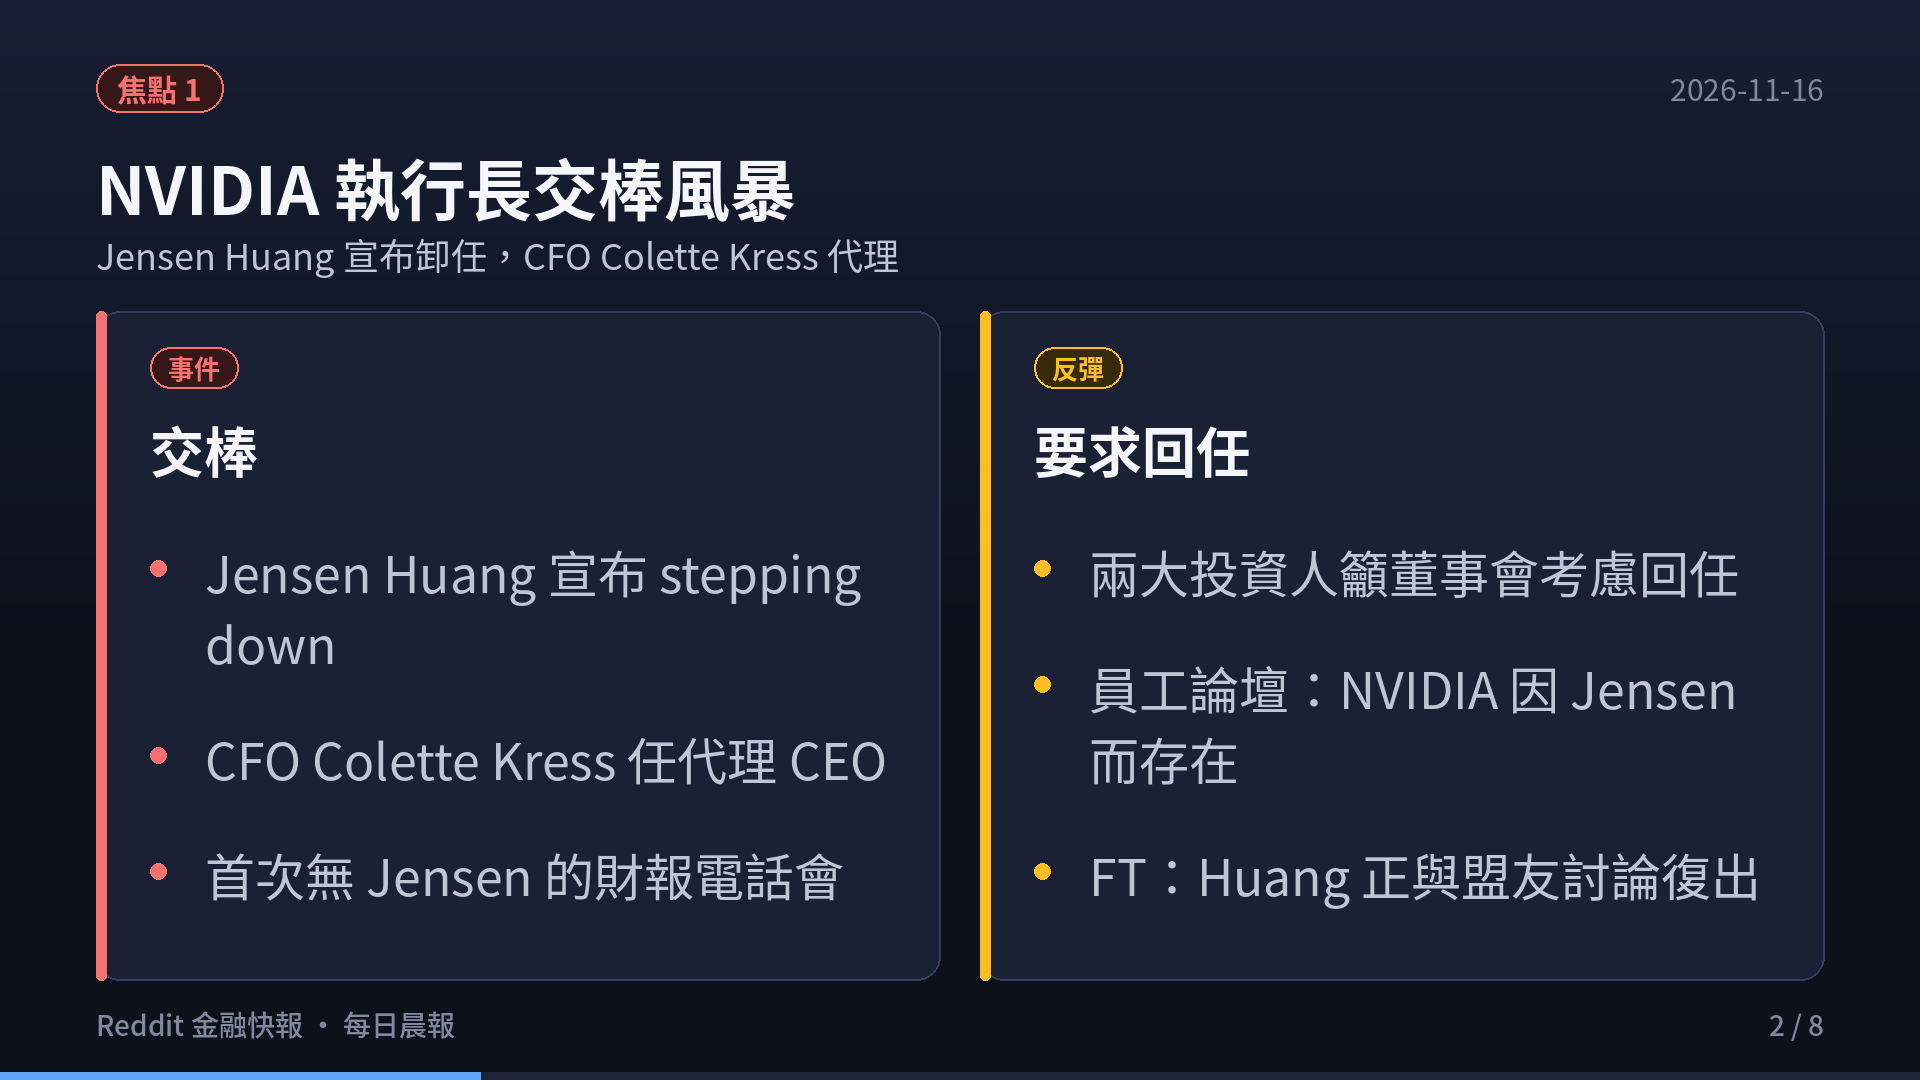 焦點 1
2026-11-16
NVIDIA 執行長交棒風暴
Jensen Huang 宣布卸任，CFO Colette Kress 代理
事件
交棒
Jensen Huang 宣布 stepping
down
CFO Colette Kress 任代理 CEO
首次無 Jensen 的財報電話會
反彈
要求回任
兩大投資人籲董事會考慮回任
員工論壇：NVIDIA 因 Jensen
而存在
FT：Huang 正與盟友討論復出
Reddit 金融快報 • 每日晨報
2 / 8